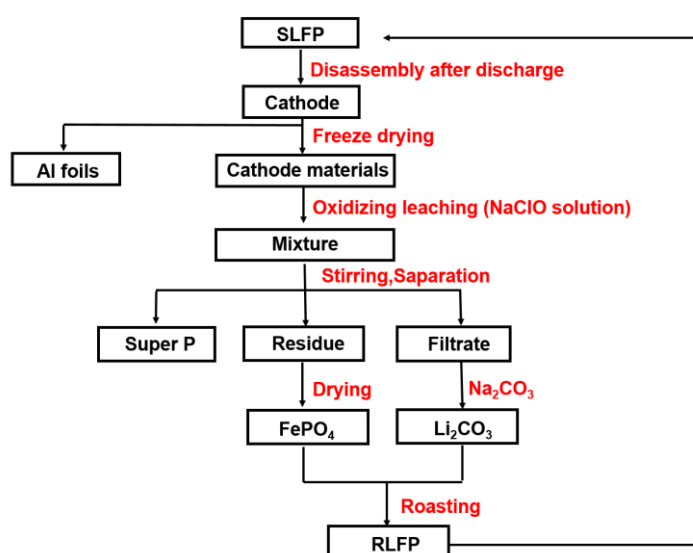 SLFP
Disassembly after discharge
Cathode
Freeze drying
Al foils
Cathode materials
Oxidizing leaching (NaClO solution)
Mixture
Stirring,Saparation
Super P
Residue
Filtrate
Drying
Na₂CO₃
FePO₄
Li₂CO₃
Roasting
RLFP